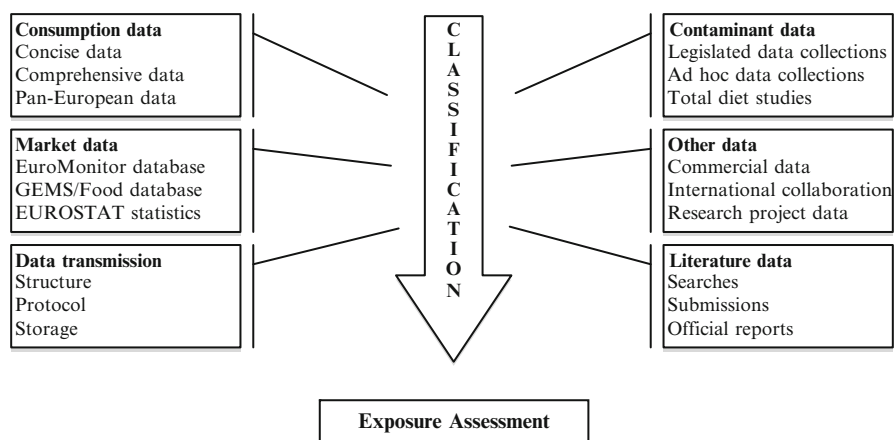 Consumption data
Concise data
Comprehensive data
Pan-European data
Market data
EuroMonitor database
GEMS/Food database
EUROSTAT statistics
Data transmission
Structure
Protocol
Storage
CLASSIFICATION
Contaminant data
Legislated data collections
Ad hoc data collections
Total diet studies
Other data
Commercial data
International collaboration
Research project data
Literature data
Searches
Submissions
Official reports
Exposure Assessment